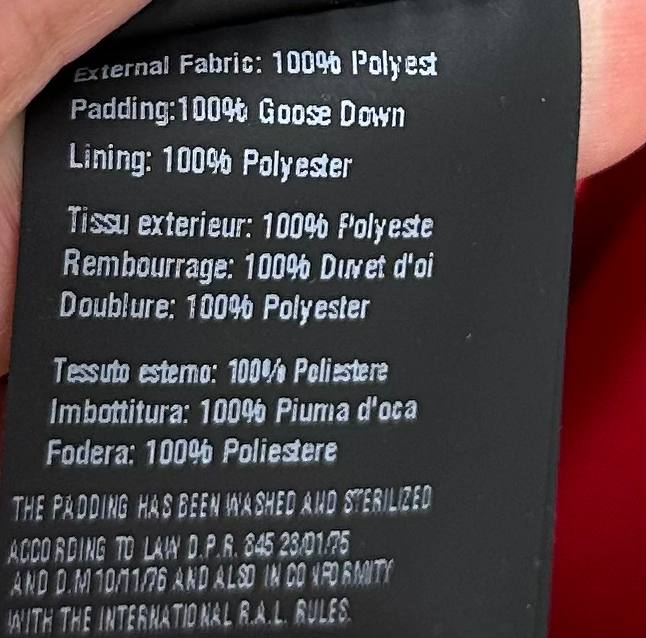 External Fabric: 100% Polyest
Padding:100% Goose Down
Lining: 100% Polyester
Tissu exterieur: 100% Polyeste
Rembourrage: 100% Duvet d'oi
Doublure: 100% Polyester
Tessuto esterno: 100% Poliestere
Imbottitura: 100% Piuma d'oca
Fodera: 100% Poliestere
THE PADDING HAS BEEN WASHED AND STERILIZED
ACCORDING TO LAW D.P.R. 845 28/01/75
AND D.M 10/11/76 AND ALSO IN CONFORMITY
WITH THE INTERNATIONAL R.A.L. RULES.